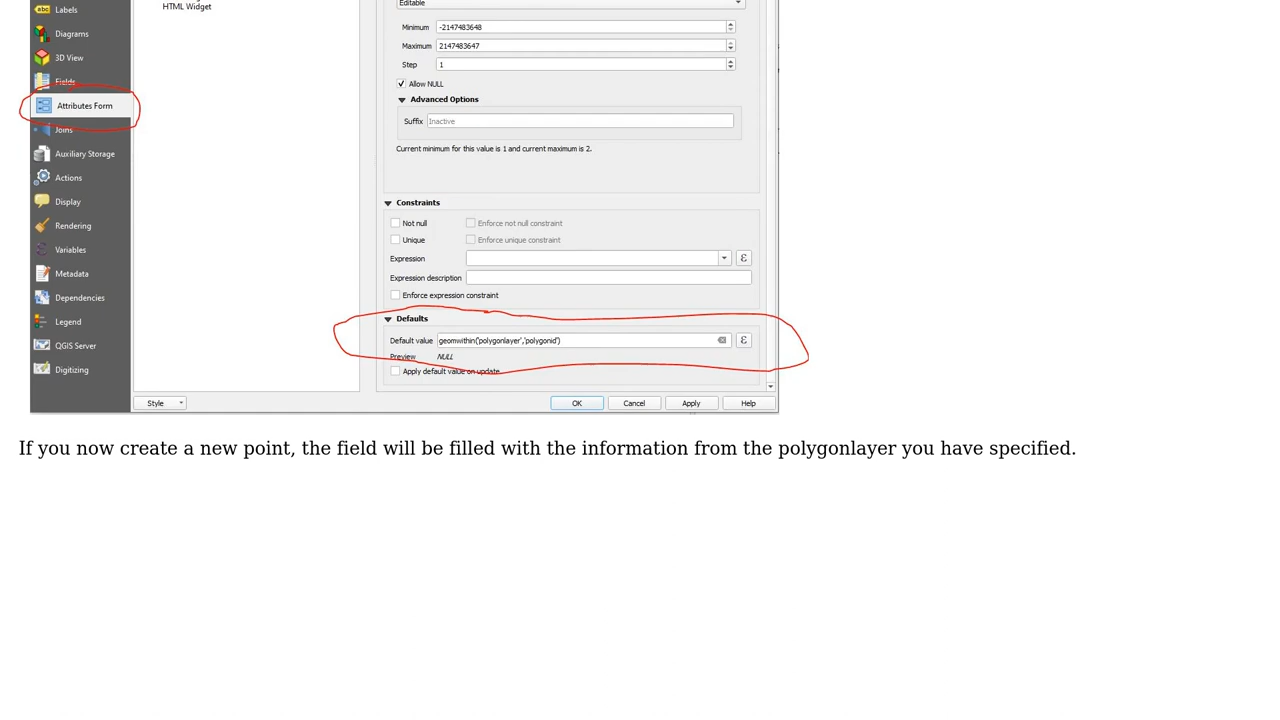 Labels
HTML Widget
Diagrams
3D View
Fields
Attributes Form
Joins
Auxiliary Storage
Actions
Display
Rendering
Variables
Metadata
Dependencies
Legend
QGIS Server
Digitizing
Style
Editable
Minimum -2147483648
Maximum 2147483647
Step 1
Allow NULL
Advanced Options
Suffix Inactive
Current minimum for this value is 1 and current maximum is 2.
Constraints
Not null Enforce not null constraint
Unique Enforce unique constraint
Expression
Expression description
Enforce expression constraint
Defaults
Default value geomwithin('polygonlayer','polygonid')
Preview NULL
Apply default value on update
OK Cancel Apply Help
If you now create a new point, the field will be filled with the information from the polygonlayer you have specified.